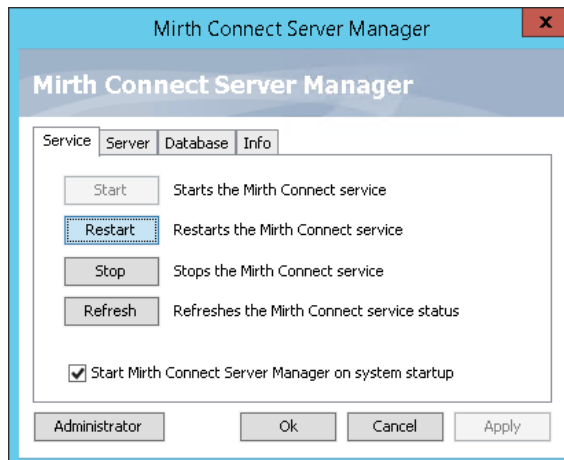 Mirth Connect Server Manager
x
Mirth Connect Server Manager
Service Server Database Info
Start Starts the Mirth Connect service
Restart Restarts the Mirth Connect service
Stop Stops the Mirth Connect service
Refresh Refreshes the Mirth Connect service status
Start Mirth Connect Server Manager on system startup
Administrator Ok Cancel Apply